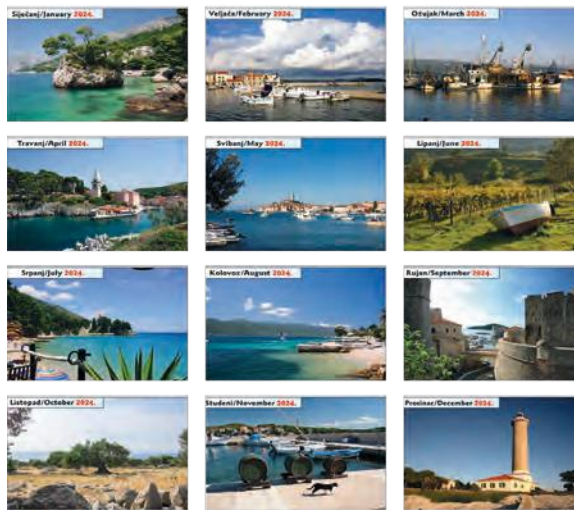 Siječanj/January 2024.
Veljača/February 2024.
Ožujak/March 2024.
Travanj/April 2024.
Svibanj/May 2024.
Lipanj/June 2024.
Srpanj/July 2024.
Kolovoz/August 2024.
Rujan/September 2024.
Listopad/October 2024.
Studeni/November 2024.
Prosinac/December 2024.